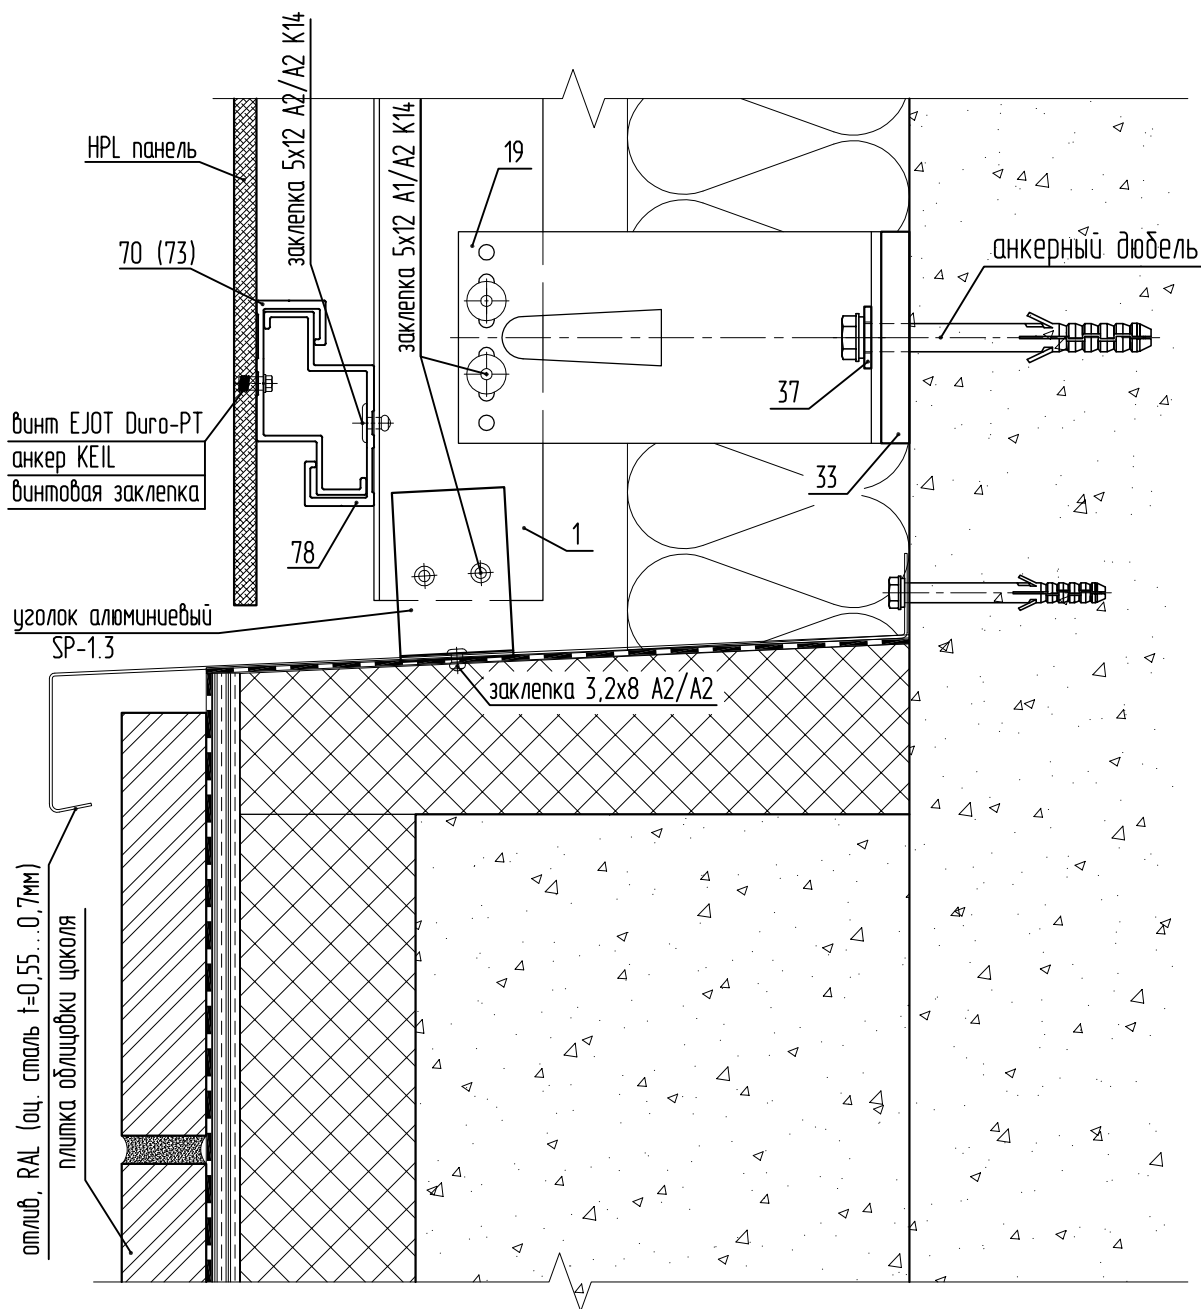 заклепка 5х12 А2/А2 К14
заклепка 5х12 А1/А2 К14
HPL панель
19
70 (73)
анкерный дюбель
37
винт EJOT Duro-PT
анкер KEIL
винтовая заклепка
33
1
78
уголок алюминиевый
SP-1.3
заклепка 3,2х8 А2/А2
отлив, RAL (оц. сталь t=0,55...0,7мм)
плитка облицовки цоколя